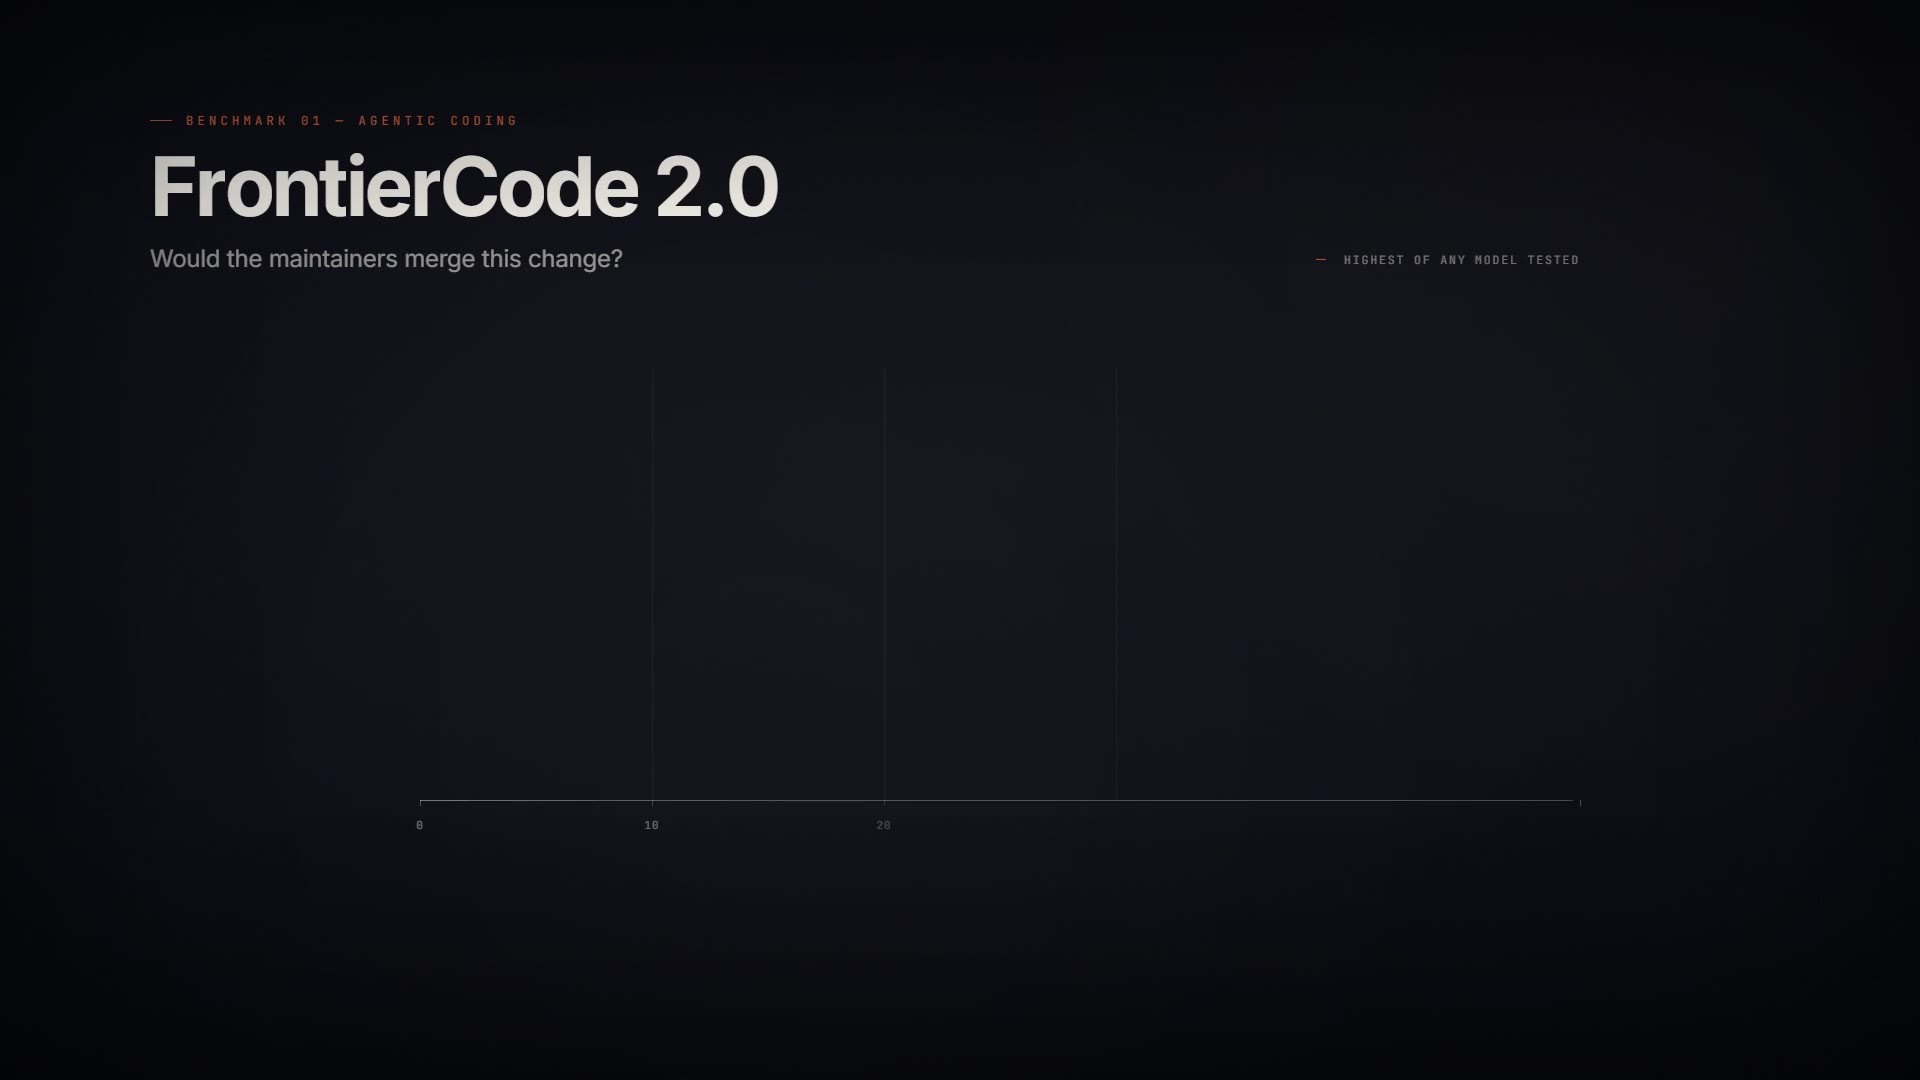 BENCHMARK 01 — AGENTIC CODING
FrontierCode 2.0
Would the maintainers merge this change?
— HIGHEST OF ANY MODEL TESTED
0 10 20